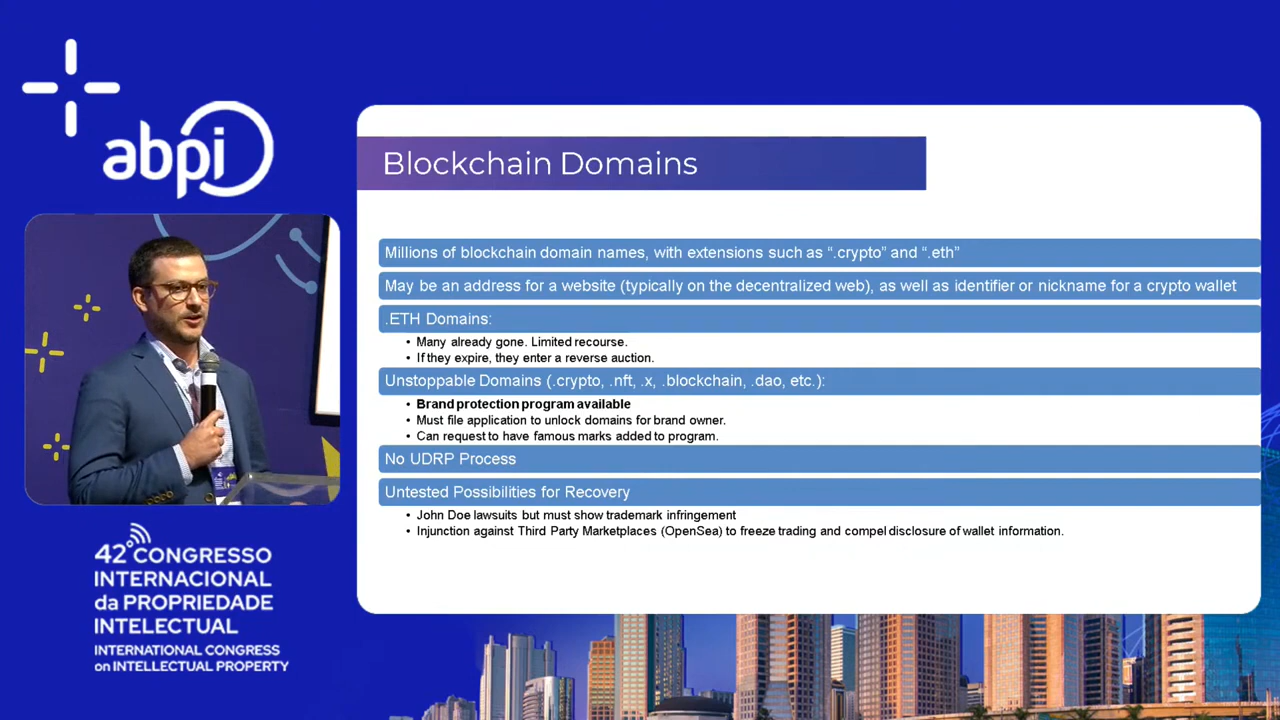 abpi
42º CONGRESSO
INTERNACIONAL
da PROPRIEDADE
INTELECTUAL
INTERNATIONAL CONGRESS
on INTELLECTUAL PROPERTY
Blockchain Domains
Millions of blockchain domain names, with extensions such as “.crypto” and “.eth”
May be an address for a website (typically on the decentralized web), as well as identifier or nickname for a crypto wallet
.ETH Domains:
• Many already gone. Limited recourse.
• If they expire, they enter a reverse auction.
Unstoppable Domains (.crypto, .nft, .x, .blockchain, .dao, etc.):
• Brand protection program available
• Must file application to unlock domains for brand owner.
• Can request to have famous marks added to program.
No UDRP Process
Untested Possibilities for Recovery
• John Doe lawsuits but must show trademark infringement
• Injunction against Third Party Marketplaces (OpenSea) to freeze trading and compel disclosure of wallet information.